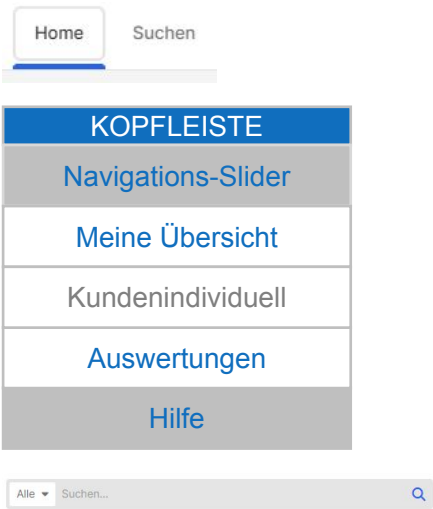 Home Suchen
KOPFLEISTE
Navigations-Slider
Meine Übersicht
Kundenindividuell
Auswertungen
Hilfe
Alle Suchen...